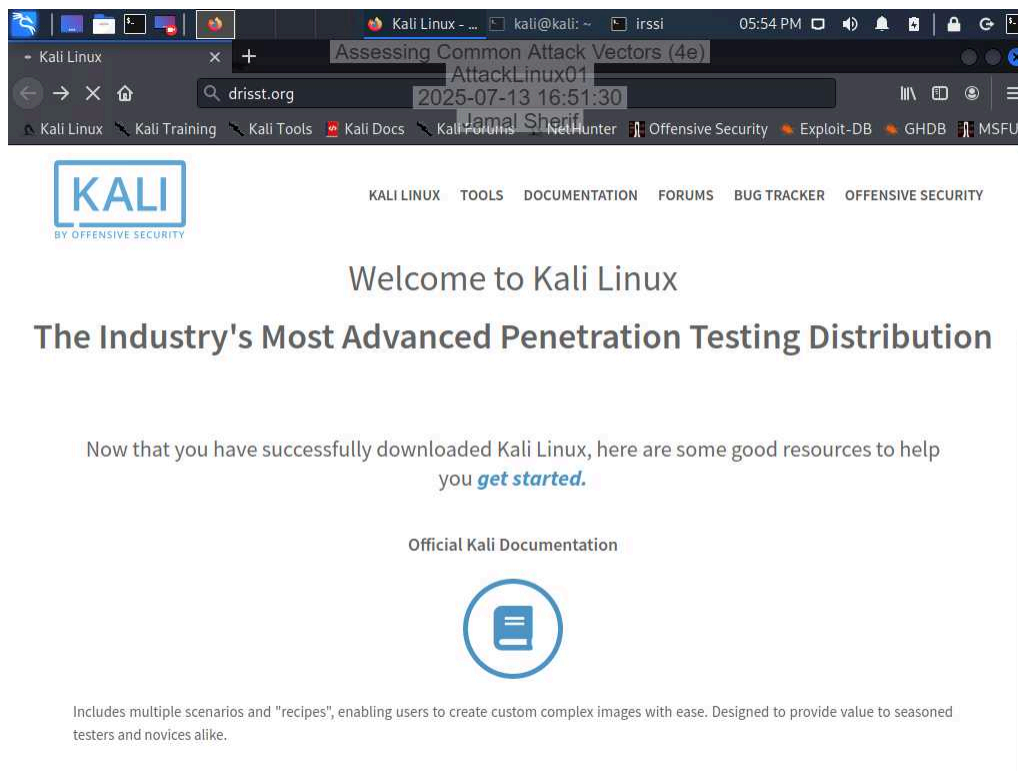 Kali Linux - ...
kali@kali: ~
irssi
05:54 PM
Kali Linux
Assessing Common Attack Vectors (4e)
AttackLinux01
2025-07-13 16:51:30
Jamal Sherif
drisst.org
Kali Linux
Kali Training
Kali Tools
Kali Docs
Kali Forums
NetHunter
Offensive Security
Exploit-DB
GHDB
MSFU
KALI
BY OFFENSIVE SECURITY
KALI LINUX TOOLS DOCUMENTATION FORUMS BUG TRACKER OFFENSIVE SECURITY
Welcome to Kali Linux
The Industry's Most Advanced Penetration Testing Distribution
Now that you have successfully downloaded Kali Linux, here are some good resources to help
you get started.
Official Kali Documentation
Includes multiple scenarios and "recipes", enabling users to create custom complex images with ease. Designed to provide value to seasoned
testers and novices alike.